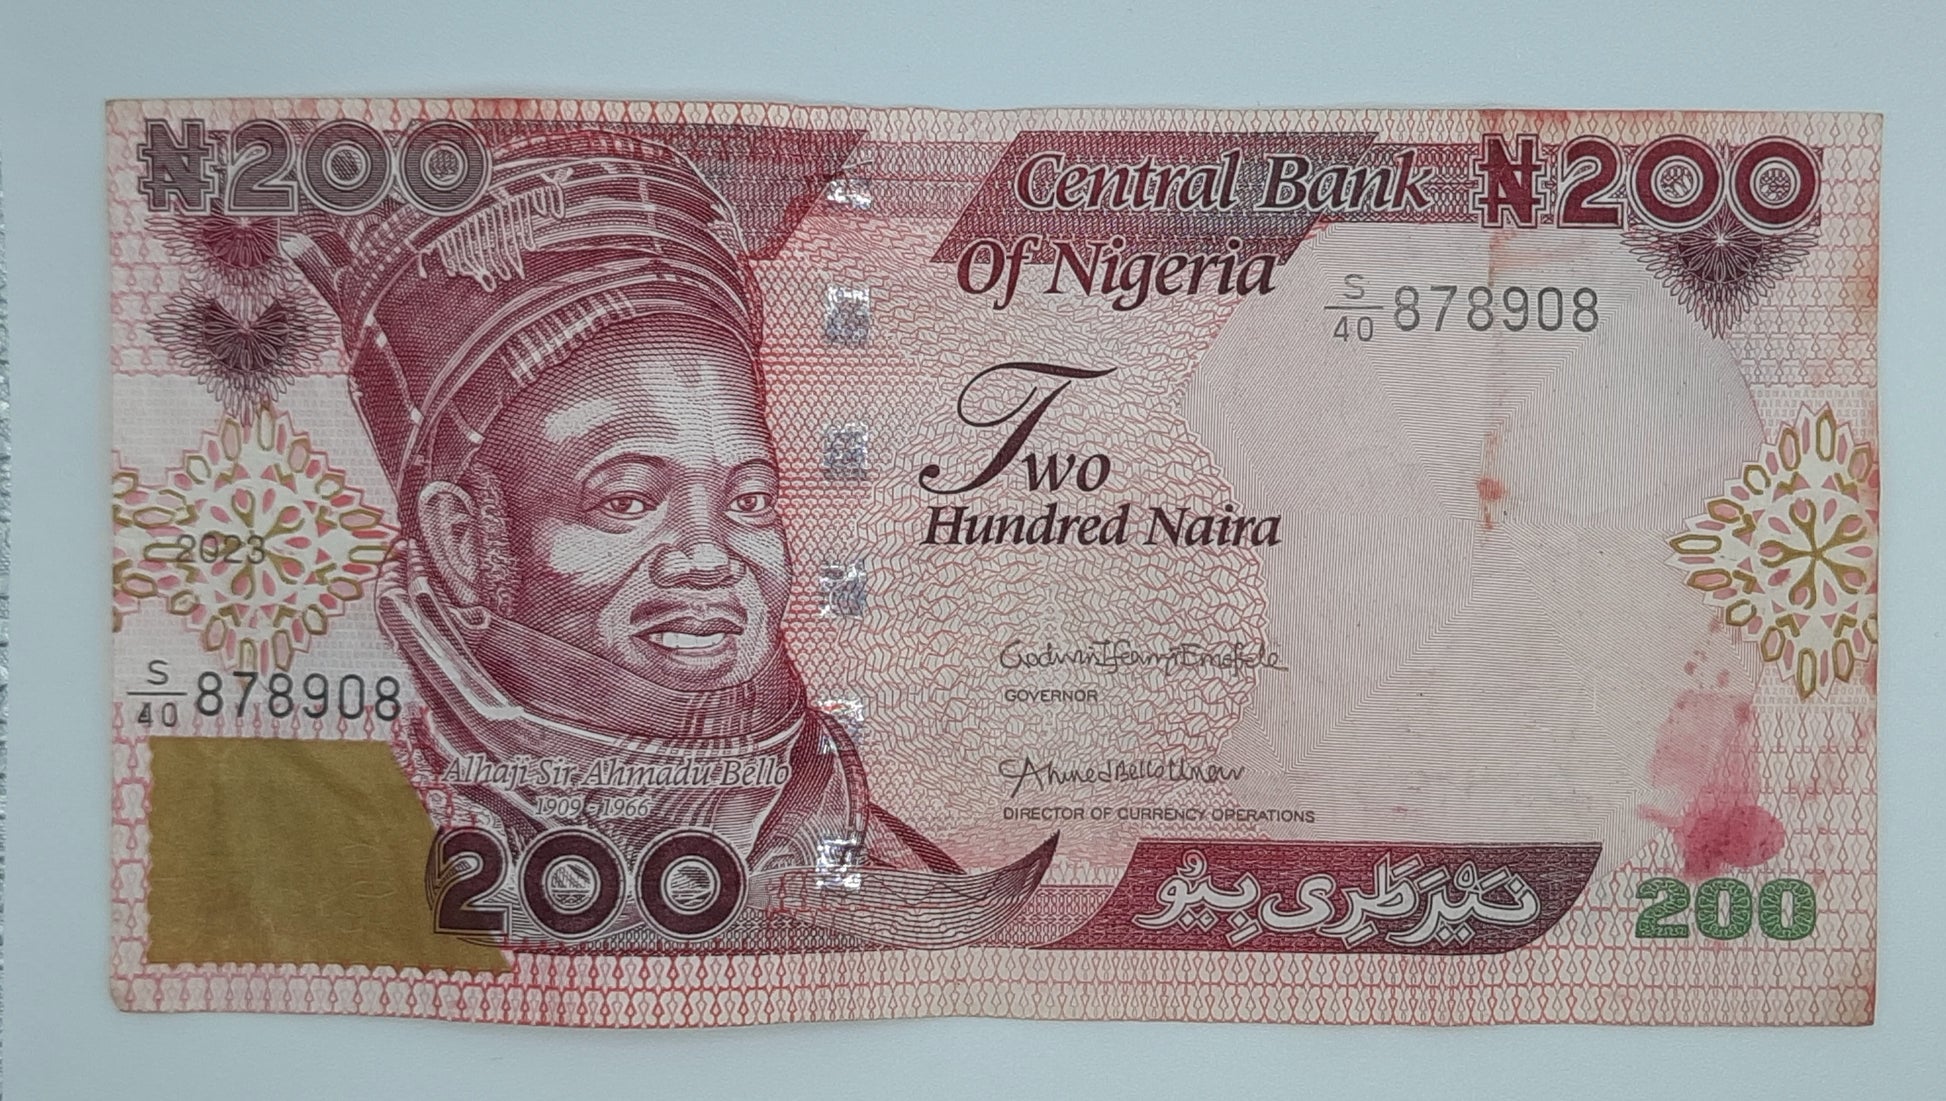 ₦200
Central Bank
Of Nigeria
₦200
S/40 878908
Two
Hundred Naira
2023
GOVERNOR
S/40 878908
Alhaji Sir Ahmadu Bello
1909 - 1966
DIRECTOR OF CURRENCY OPERATIONS
200
نَيْرَ طَرِى بِيُو
200